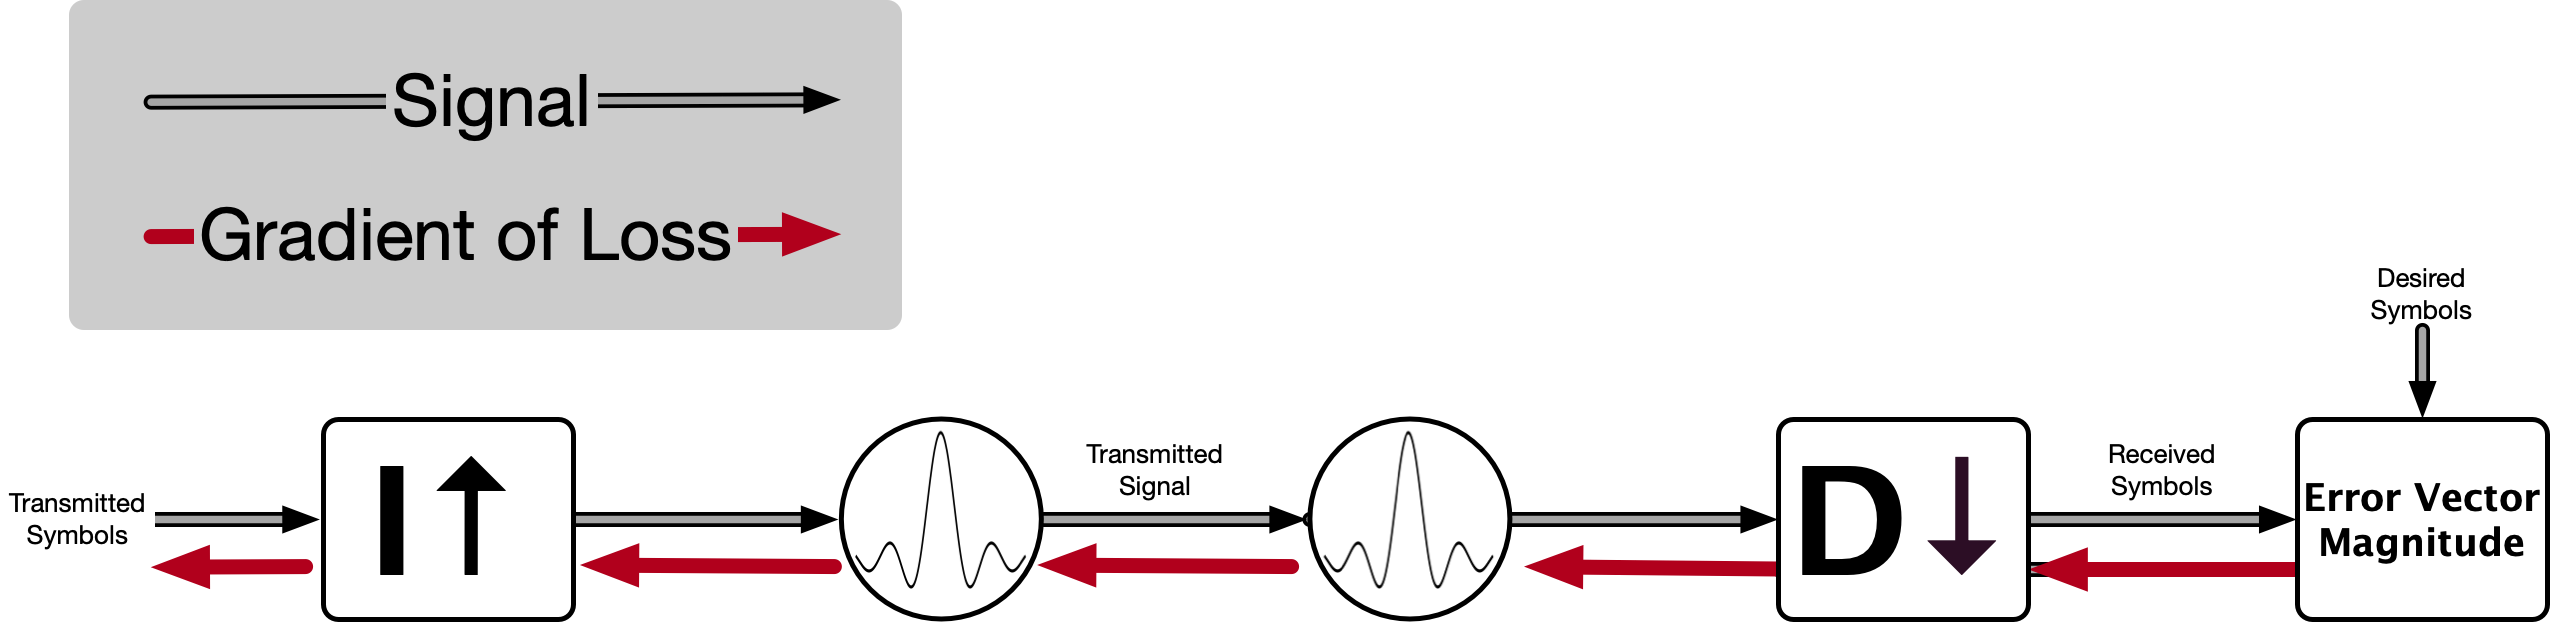 Signal
Gradient of Loss
Desired
Symbols
Transmitted
Symbols
I
Transmitted
Signal
D
Received
Symbols
Error Vector
Magnitude